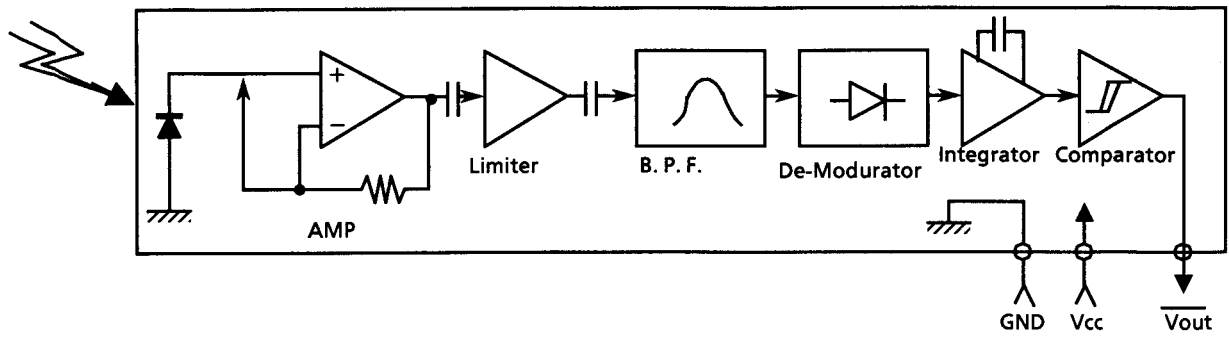 +
−
AMP
Limiter
B. P. F.
De-Modurator
Integrator
Comparator
GND
Vcc
Vout